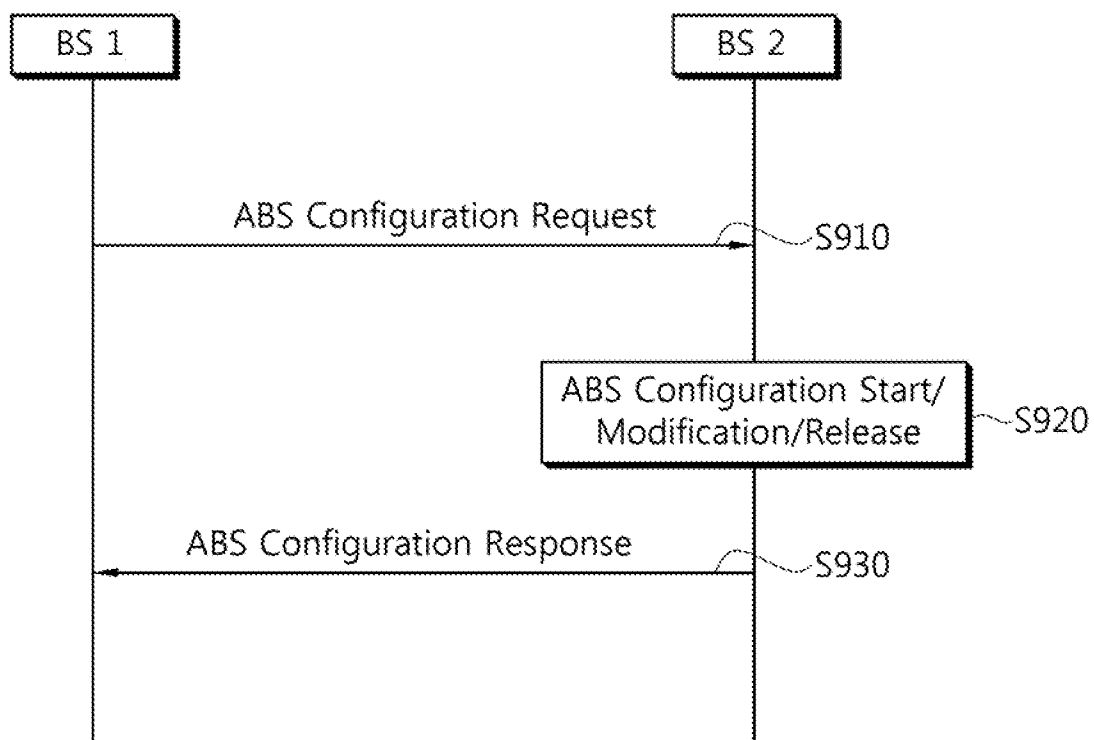 BS 1
BS 2
ABS Configuration Request
S910
ABS Configuration Start/
Modification/Release
S920
ABS Configuration Response
S930